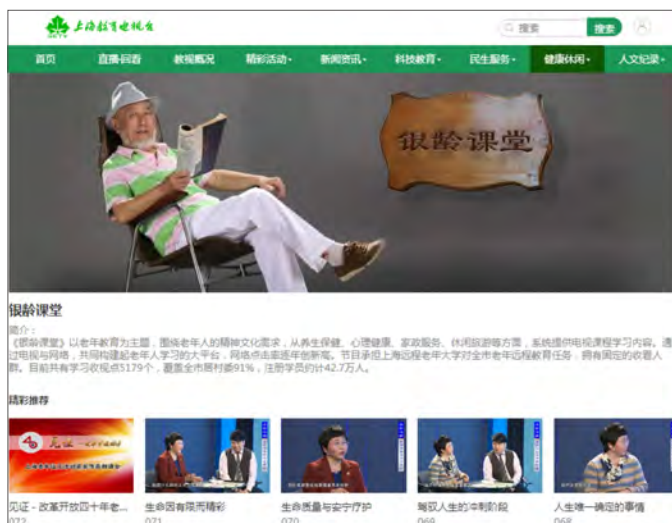 上海教育电视台
搜索 搜索
首页 直播·回看 教视概况 精彩活动 新闻资讯 科技教育 民生服务 健康休闲 人文纪录
银龄课堂
银龄课堂
简介：
《银龄课堂》以老年教育为主题，围绕老年人的精神文化需求，从养生保健、心理健康、家政服务、休闲旅游等方面，系统提供电视课程学习内容。通
过电视与网络，共同构建起老年人学习的大平台，网络点击率逐年创新高。节目承担上海远程老年大学对全市老年远程教育任务，拥有固定的收看人
群。目前共有学习收视点5179个，覆盖全市居村委91%，注册学员约计42.7万人。
精彩推荐
见证 - 改革开放四十年老... 生命因有限而精彩 生命质量与安宁疗护 驾驭人生的冲刺阶段 人生唯一确定的事情
072 071 070 069 068